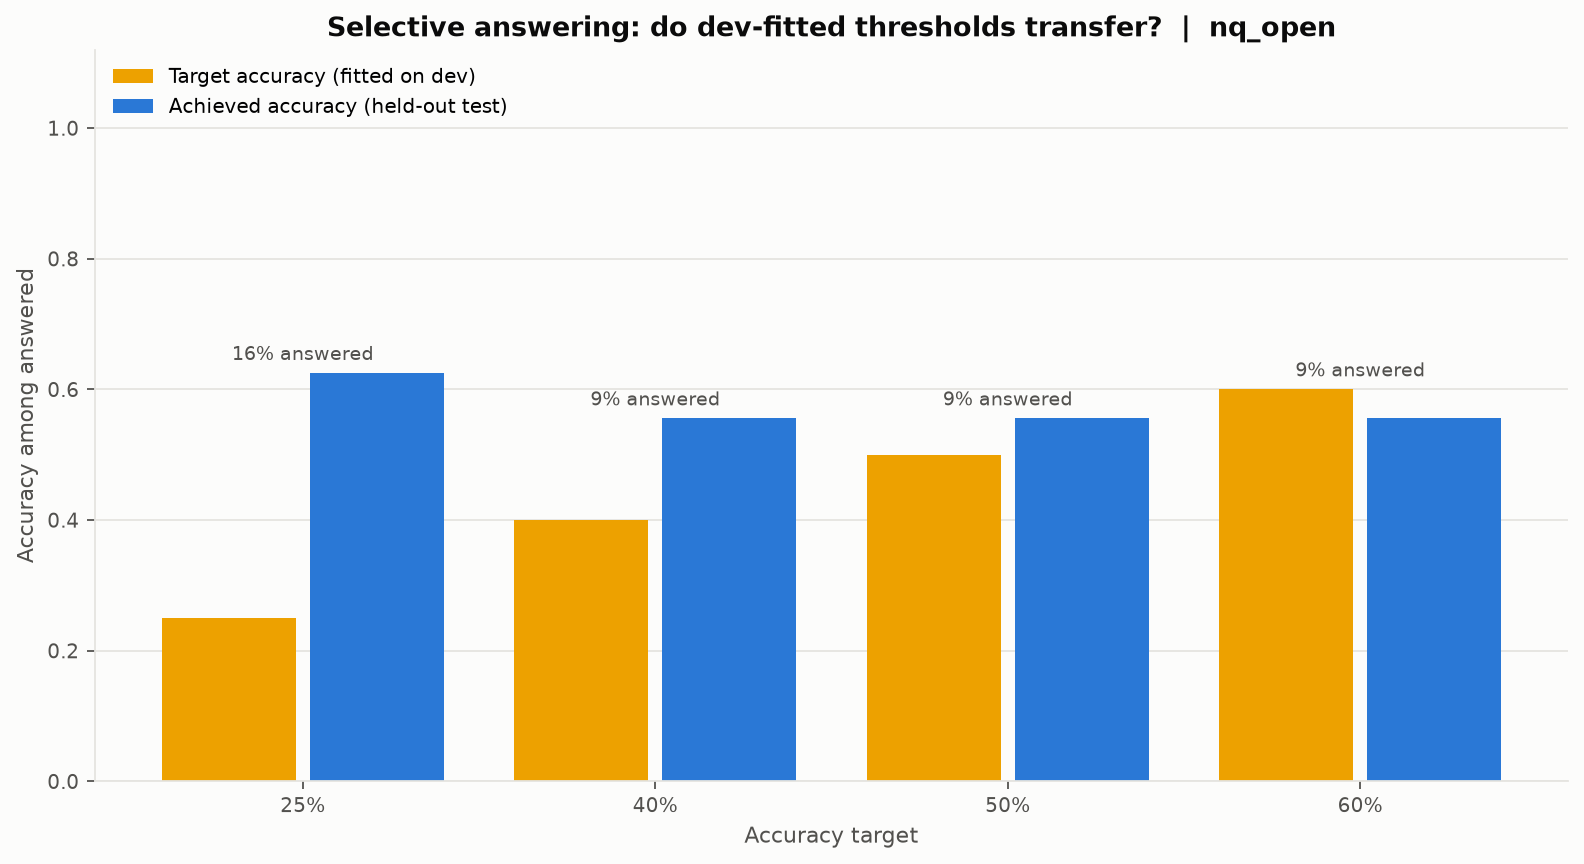 Selective answering: do dev-fitted thresholds transfer?  |  nq_open
Target accuracy (fitted on dev)
Achieved accuracy (held-out test)
Accuracy among answered
1.0
0.8
0.6
0.4
0.2
0.0
16% answered
9% answered
9% answered
9% answered
25%
40%
50%
60%
Accuracy target